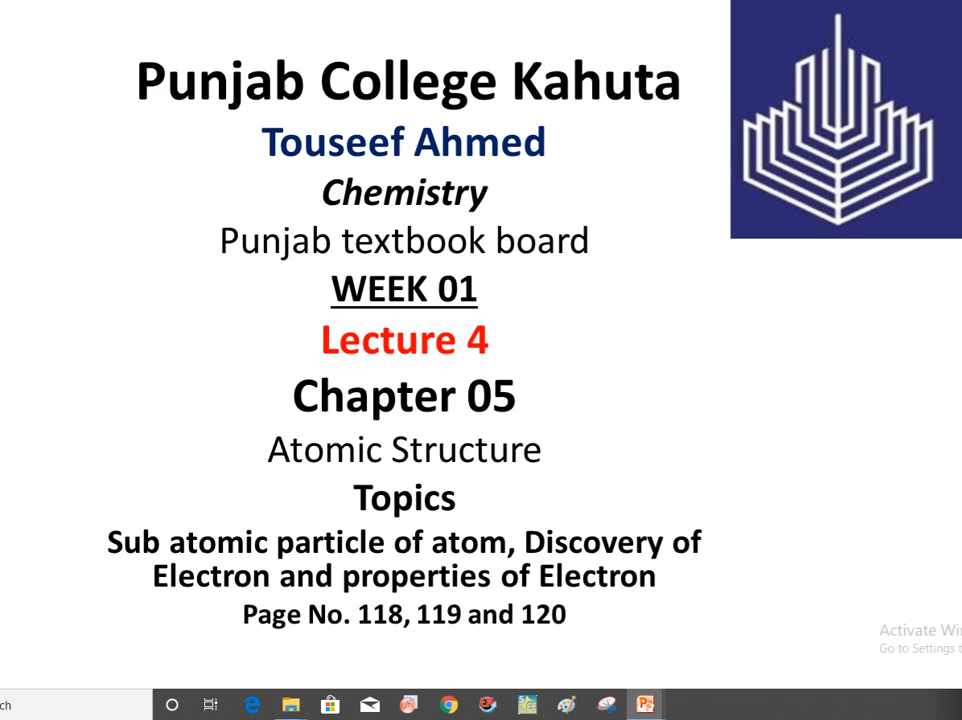 Punjab College Kahuta
Touseef Ahmed
Chemistry
Punjab textbook board
WEEK 01
Lecture 4
Chapter 05
Atomic Structure
Topics
Sub atomic particle of atom, Discovery of
Electron and properties of Electron
Page No. 118, 119 and 120
Activate Wi
Go to Settings t
ch